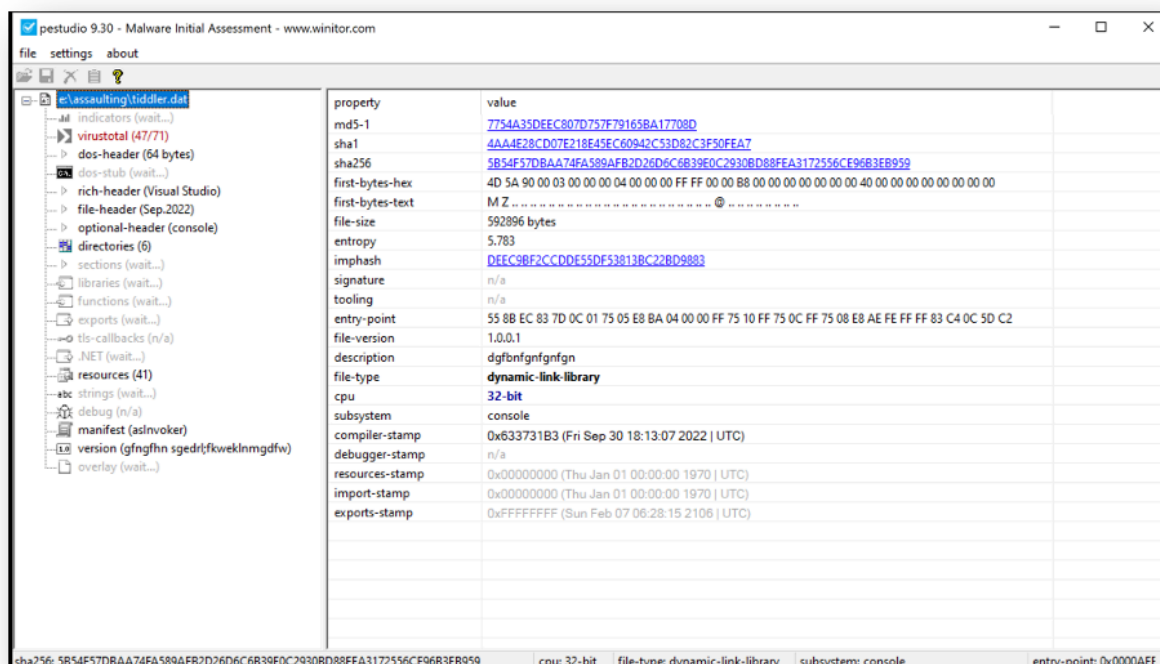 pestudio 9.30 - Malware Initial Assessment - www.winitor.com
file settings about
e:\assaulting\tiddler.dat
indicators (wait...)
virustotal (47/71)
dos-header (64 bytes)
dos-stub (wait...)
rich-header (Visual Studio)
file-header (Sep.2022)
optional-header (console)
directories (6)
sections (wait...)
libraries (wait...)
functions (wait...)
exports (wait...)
tls-callbacks (n/a)
.NET (wait...)
resources (41)
abc strings (wait...)
debug (n/a)
manifest (asInvoker)
1.0 version (gfngfhn sgedrl;fkweklnmgdfw)
overlay (wait...)
property value
md5-1 7754A35DEEC807D757F79165BA17708D
sha1 4AA4E28CD07E218E45EC60942C53D82C3F50FEA7
sha256 5B54F57DBAA74FA589AFB2D26D6C6B39E0C2930BD88FEA3172556CE96B3EB959
first-bytes-hex 4D 5A 90 00 03 00 00 00 04 00 00 00 FF FF 00 00 B8 00 00 00 00 00 00 00 40 00 00 00 00 00 00 00
first-bytes-text M Z .. .. .. .. .. .. .. .. .. .. .. .. .. .. .. .. .. .. .. .. .. .. @ .. .. .. .. .. .. ..
file-size 592896 bytes
entropy 5.783
imphash DEEC9BF2CCDDE55DF53813BC22BD9883
signature n/a
tooling n/a
entry-point 55 8B EC 83 7D 0C 01 75 05 E8 BA 04 00 00 FF 75 10 FF 75 0C FF 75 08 E8 AE FE FF FF 83 C4 0C 5D C2
file-version 1.0.0.1
description dgfbnfgnfgnfgn
file-type dynamic-link-library
cpu 32-bit
subsystem console
compiler-stamp 0x633731B3 (Fri Sep 30 18:13:07 2022 | UTC)
debugger-stamp n/a
resources-stamp 0x00000000 (Thu Jan 01 00:00:00 1970 | UTC)
import-stamp 0x00000000 (Thu Jan 01 00:00:00 1970 | UTC)
exports-stamp 0xFFFFFFFF (Sun Feb 07 06:28:15 2106 | UTC)
sha256: 5B54F57DBAA74FA589AFB2D26D6C6B39E0C2930BD88FEA3172556CE96B3EB959 cpu: 32-bit file-type: dynamic-link-library subsystem: console entry-point: